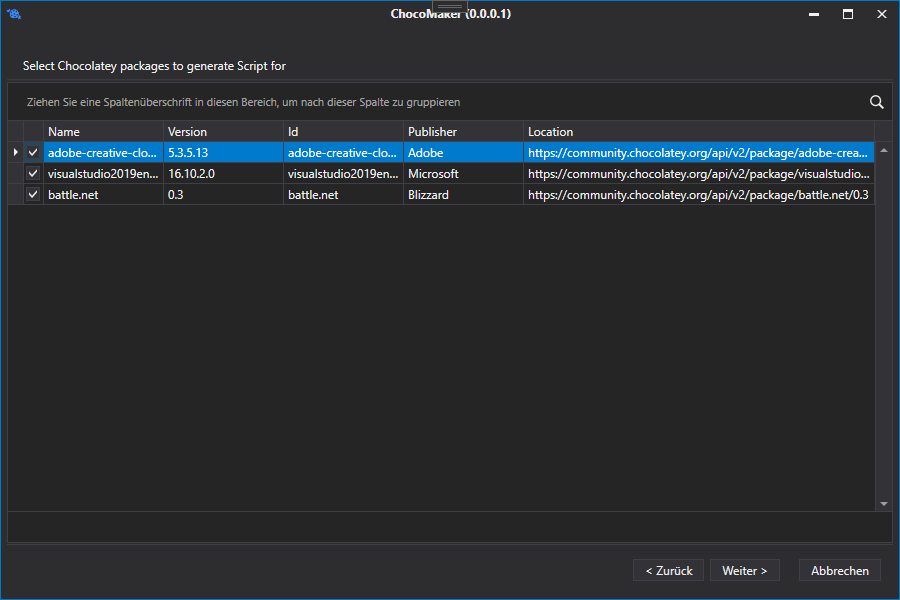 ChocoMaker (0.0.0.1)
Select Chocolatey packages to generate Script for
Ziehen Sie eine Spaltenüberschrift in diesen Bereich, um nach dieser Spalte zu gruppieren
Name Version Id Publisher Location
adobe-creative-clo... 5.3.5.13 adobe-creative-clo... Adobe https://community.chocolatey.org/api/v2/package/adobe-crea...
visualstudio2019en... 16.10.2.0 visualstudio2019en... Microsoft https://community.chocolatey.org/api/v2/package/visualstudio...
battle.net 0.3 battle.net Blizzard https://community.chocolatey.org/api/v2/package/battle.net/0.3
< Zurück Weiter > Abbrechen